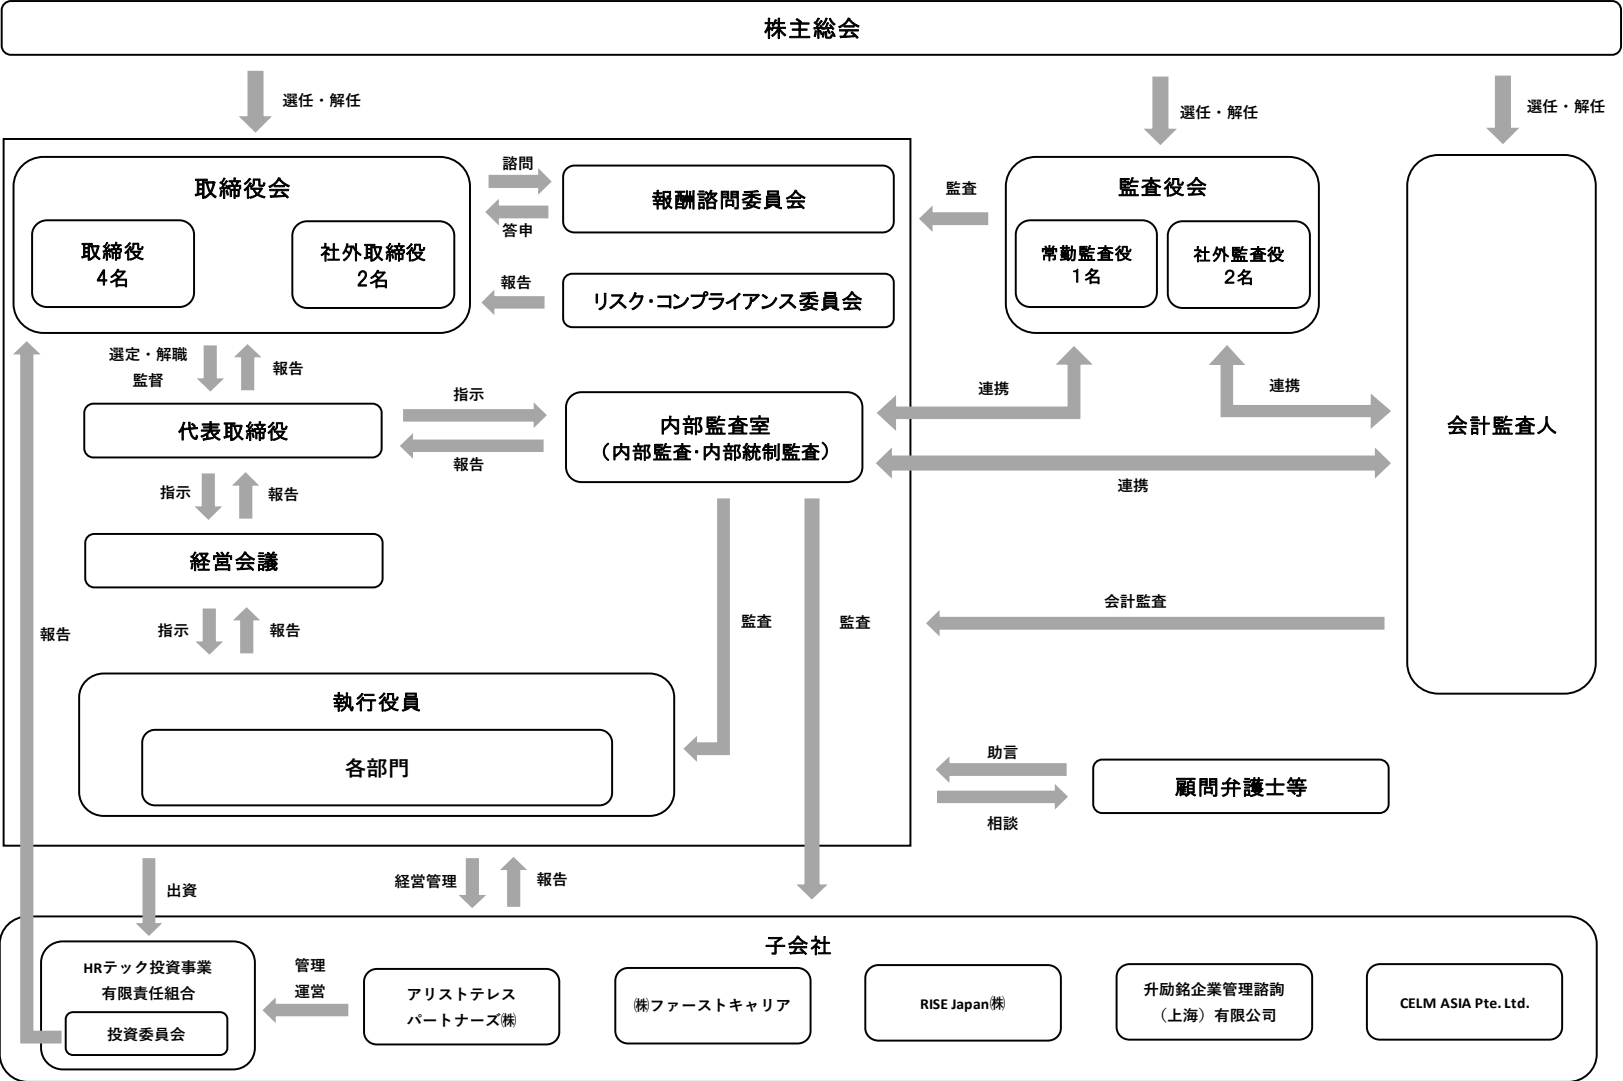 株主総会
選任・解任
選任・解任
選任・解任
取締役会
取締役
4名
社外取締役
2名
諮問
答申
報酬諮問委員会
報告
リスク・コンプライアンス委員会
監査
監査役会
常勤監査役
1名
社外監査役
2名
会計監査人
選定・解職
監督
報告
代表取締役
指示
報告
内部監査室
（内部監査・内部統制監査）
連携
連携
連携
指示
報告
経営会議
指示
報告
報告
監査
監査
会計監査
執行役員
各部門
助言
相談
顧問弁護士等
出資
経営管理
報告
子会社
HRテック投資事業
有限責任組合
投資委員会
管理
運営
アリストテレス
パートナーズ㈱
㈱ファーストキャリア
RISE Japan㈱
升励銘企業管理諮詢
（上海）有限公司
CELM ASIA Pte. Ltd.